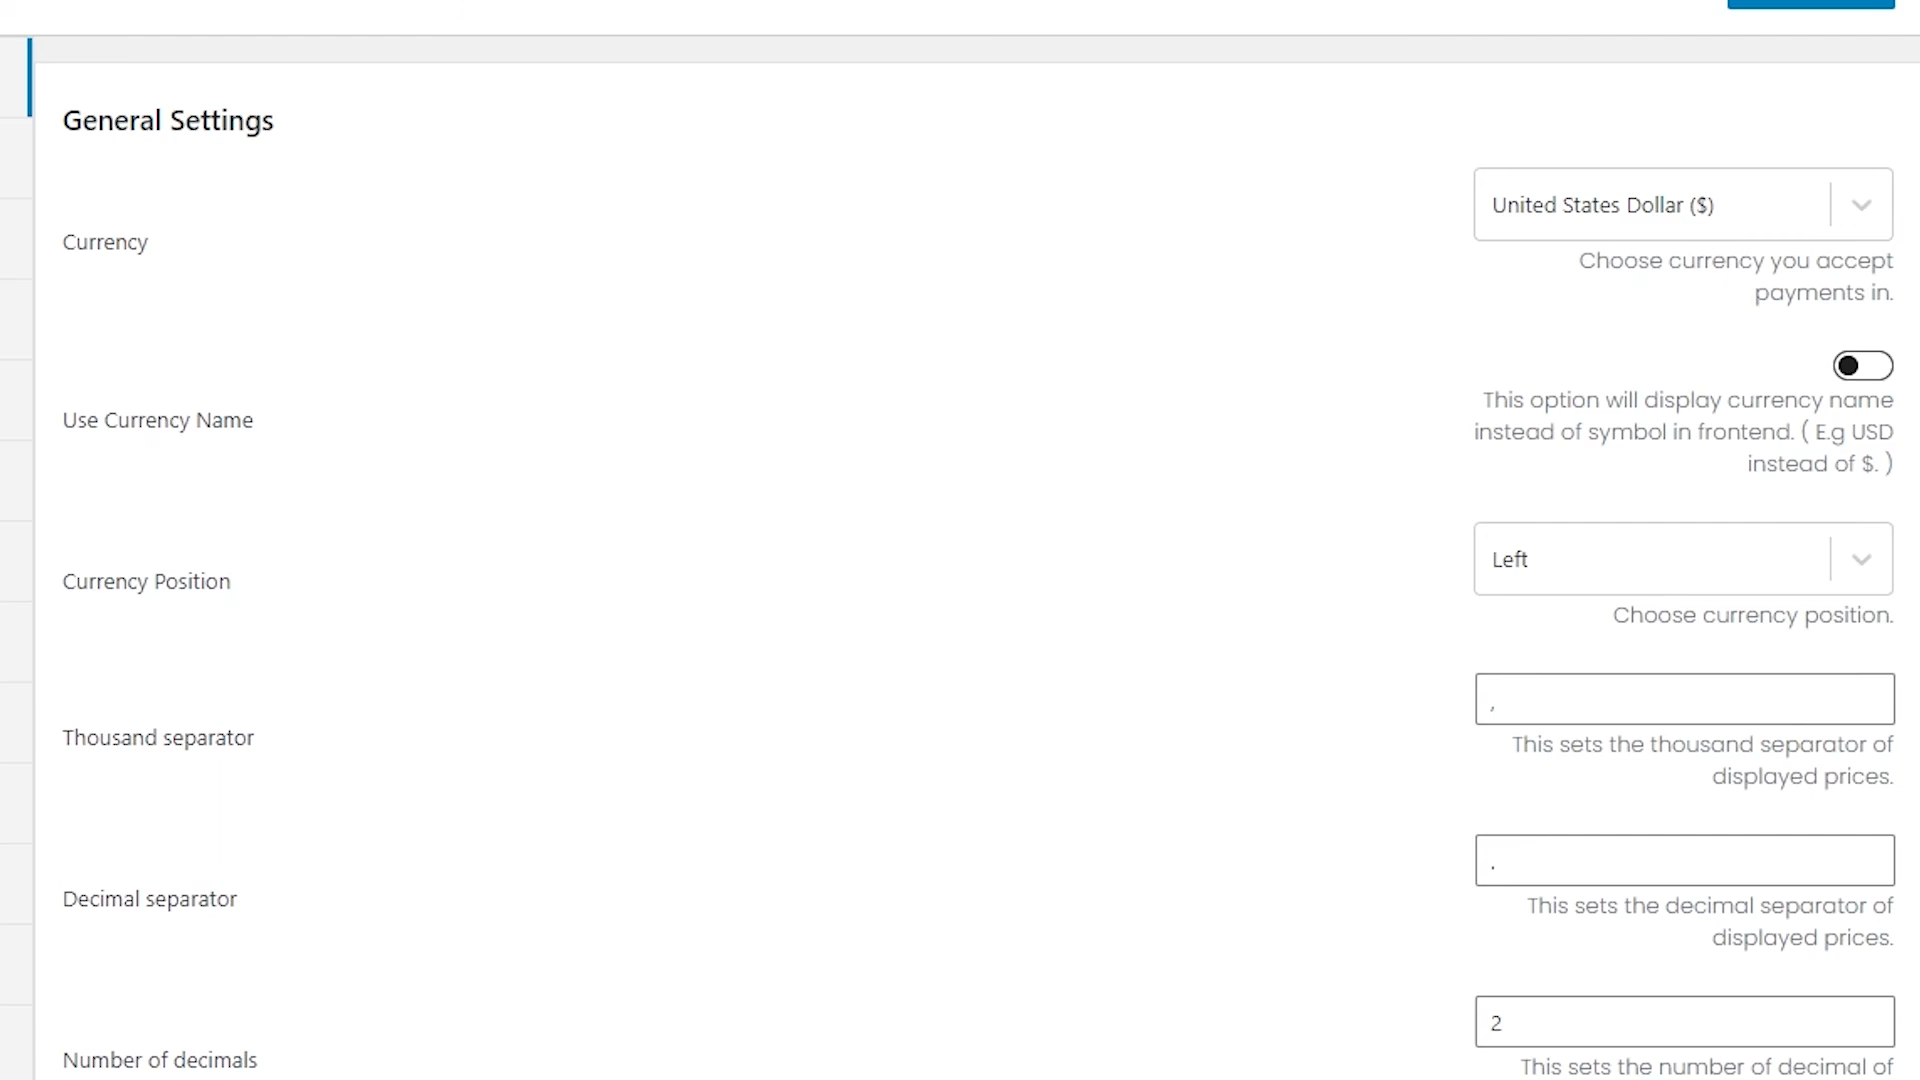 General Settings
Currency
United States Dollar ($)
Choose currency you accept
payments in.
Use Currency Name
This option will display currency name
instead of symbol in frontend. ( E.g USD
instead of $. )
Currency Position
Left
Choose currency position.
Thousand separator
,
This sets the thousand separator of
displayed prices.
Decimal separator
.
This sets the decimal separator of
displayed prices.
Number of decimals
2
This sets the number of decimal of